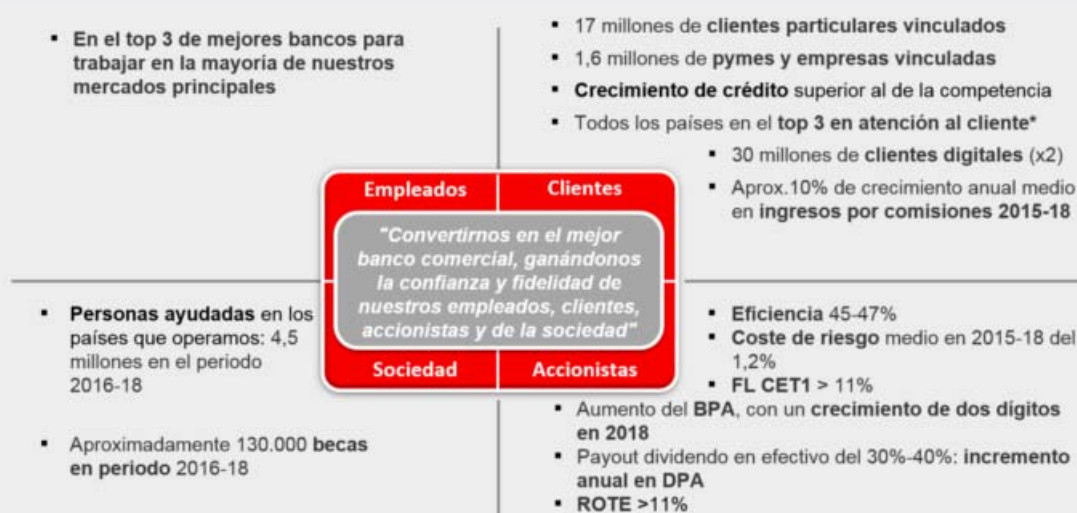 ▪ En el top 3 de mejores bancos para
trabajar en la mayoría de nuestros
mercados principales
▪ 17 millones de clientes particulares vinculados
▪ 1,6 millones de pymes y empresas vinculadas
▪ Crecimiento de crédito superior al de la competencia
▪ Todos los países en el top 3 en atención al cliente*
▪ 30 millones de clientes digitales (x2)
▪ Aprox.10% de crecimiento anual medio
en ingresos por comisiones 2015-18
Empleados
Clientes
"Convertirnos en el mejor
banco comercial, ganándonos
la confianza y fidelidad de
nuestros empleados, clientes,
accionistas y de la sociedad"
Sociedad
Accionistas
▪ Personas ayudadas en los
países que operamos: 4,5
millones en el periodo
2016-18
▪ Aproximadamente 130.000 becas
en periodo 2016-18
▪ Eficiencia 45-47%
▪ Coste de riesgo medio en 2015-18 del
1,2%
▪ FL CET1 > 11%
▪ Aumento del BPA, con un crecimiento de dos dígitos
en 2018
▪ Payout dividendo en efectivo del 30%-40%: incremento
anual en DPA
▪ ROTE >11%